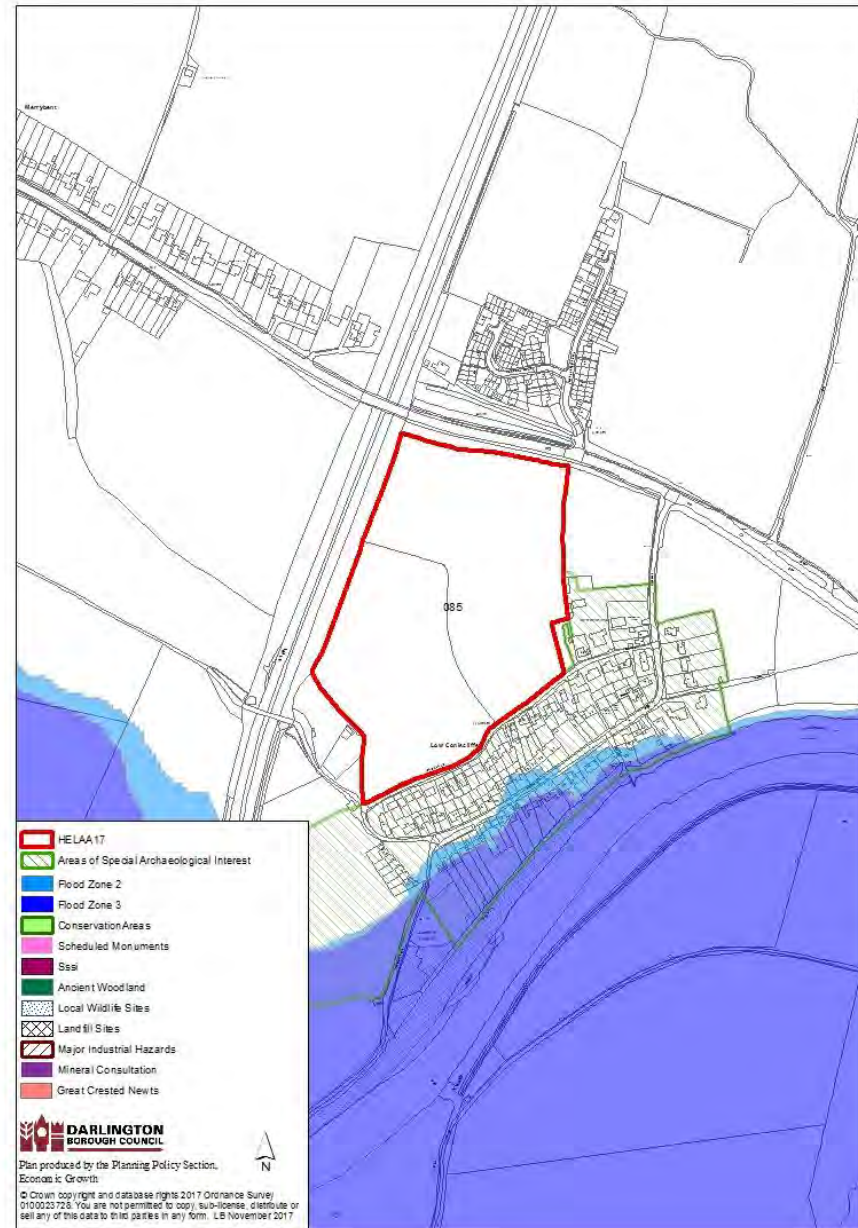 Merrybent
085
Low Coniscliffe
HELAA17
Areas of Special Archaeological Interest
Flood Zone 2
Flood Zone 3
Conservation Areas
Scheduled Monuments
Sssi
Ancient Woodland
Local Wildlife Sites
Landfill Sites
Major Industrial Hazards
Mineral Consultation
Great Crested Newts
DARLINGTON
BOROUGH COUNCIL
Plan produced by the Planning Policy Section,
Economic Growth
N
© Crown copyright and database rights 2017 Ordnance Survey
0100023728. You are not permitted to copy, sub-license, distribute or
sell any of this data to third parties in any form. LB November 2017